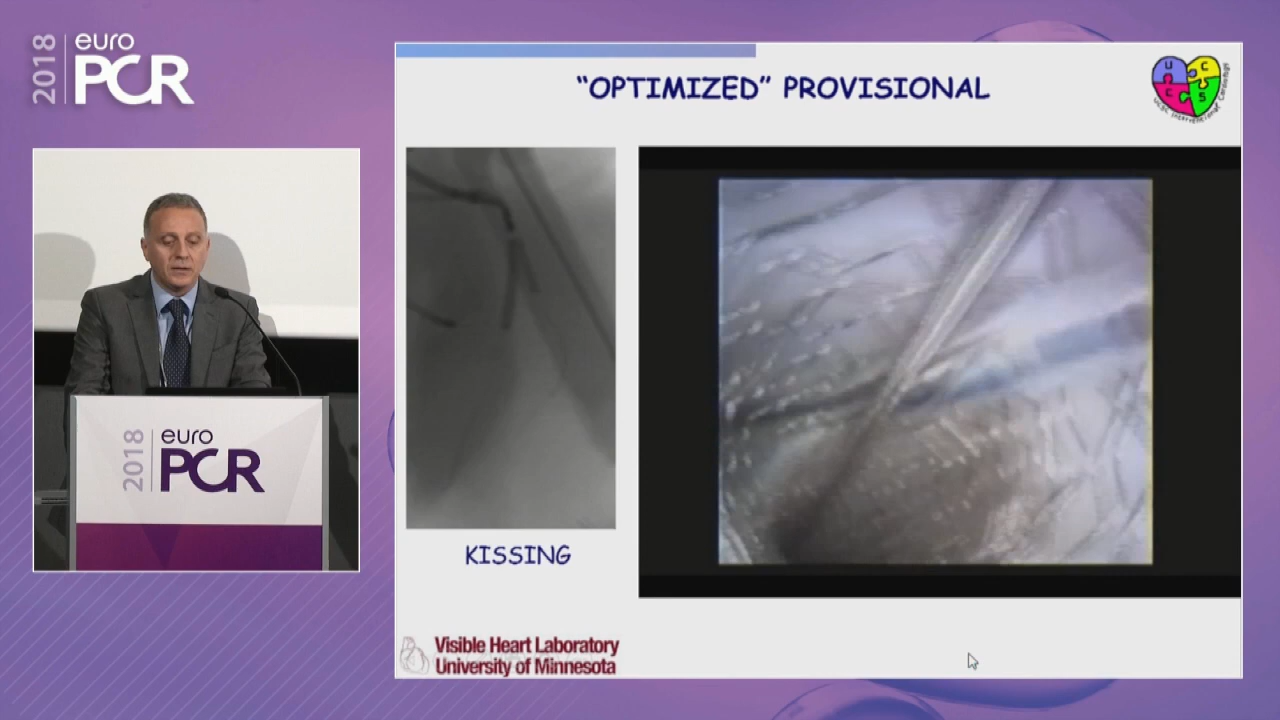 2018
euro
PCR
"OPTIMIZED" PROVISIONAL
U C
C S
KISSING
Visible Heart Laboratory
University of Minnesota
2018
euro
PCR